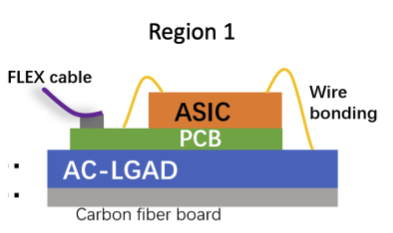 Region 1
FLEX cable
Wire
bonding
ASIC
PCB
AC-LGAD
Carbon fiber board